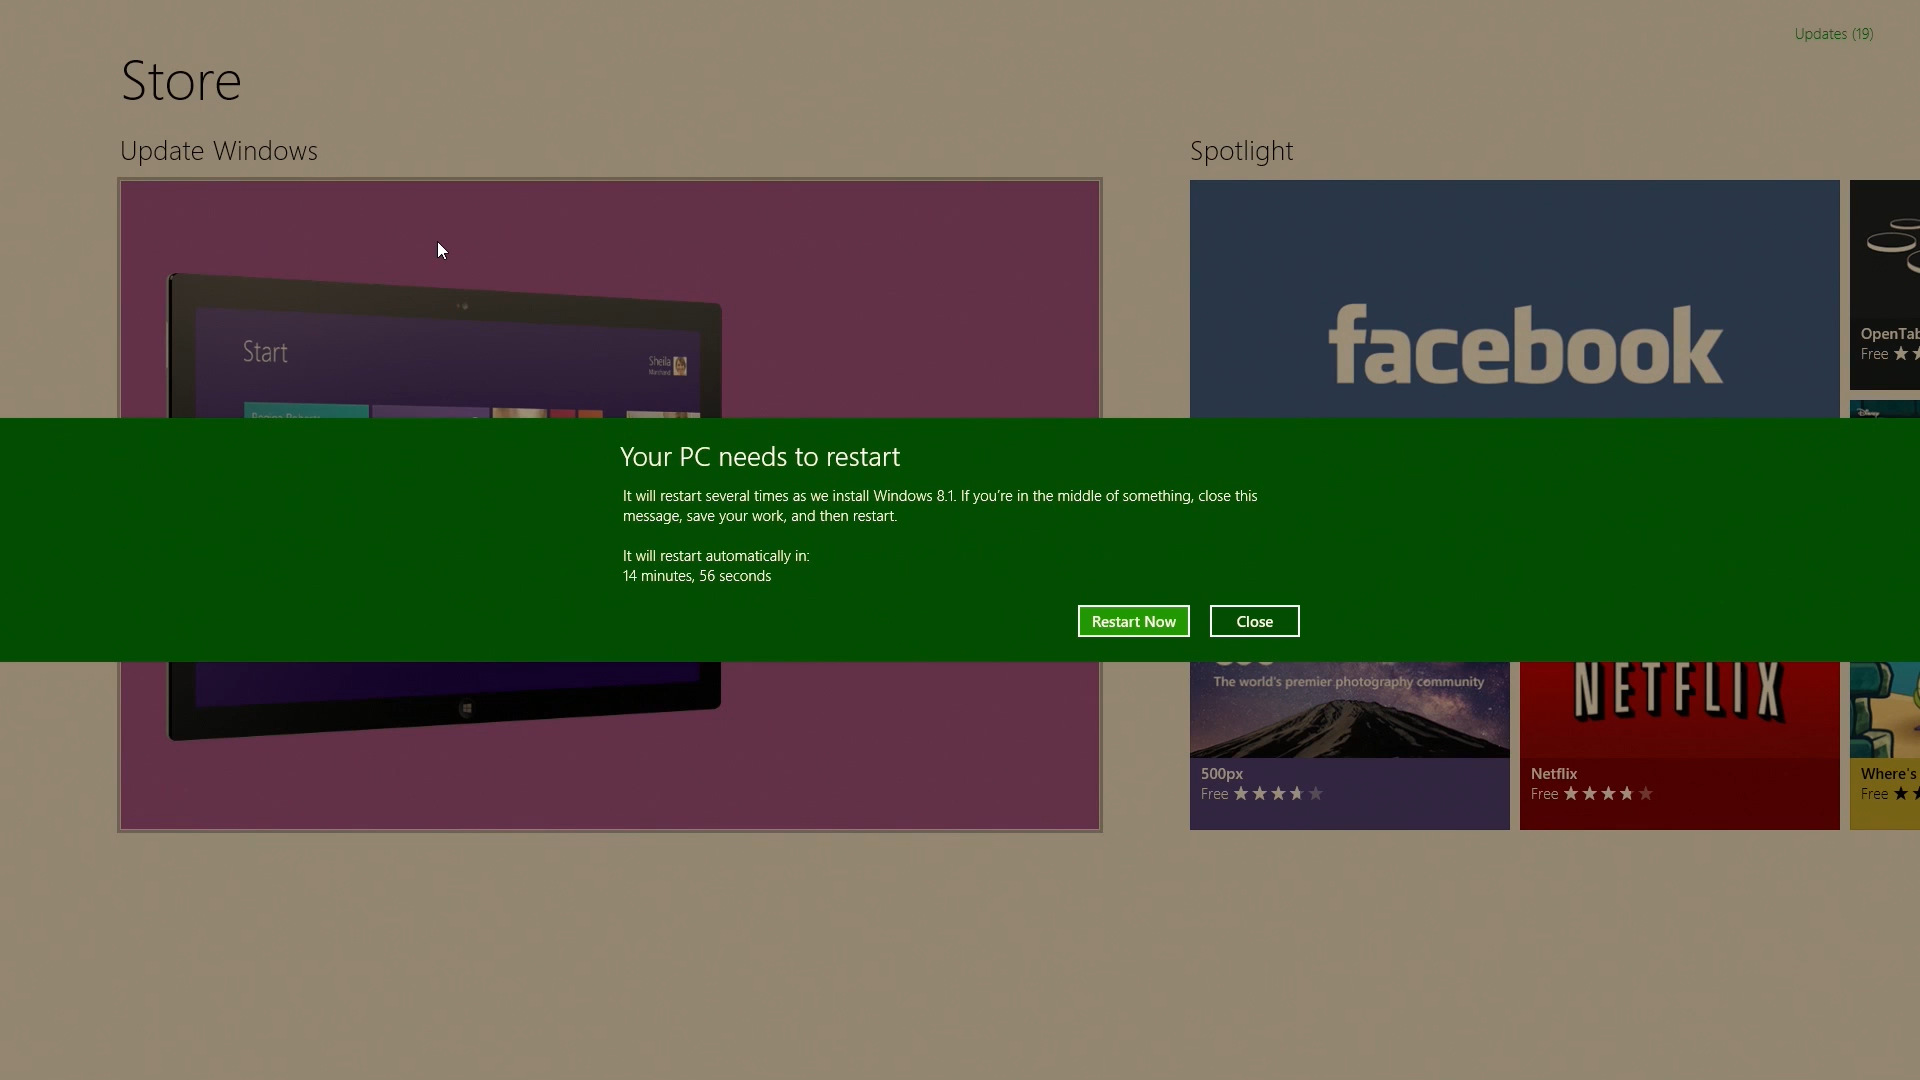 Updates (19)
Store
Update Windows
Spotlight
facebook
Start
Sheila
Marchand
OpenTab
Free
Disney
Your PC needs to restart
It will restart several times as we install Windows 8.1. If you're in the middle of something, close this
message, save your work, and then restart.
It will restart automatically in:
14 minutes, 56 seconds
Restart Now
Close
The world's premier photography community
NETFLIX
500px
Free
Netflix
Free
Where's
Free